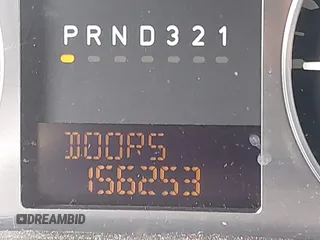 PRND321
DOORS
156253
DREAMBID